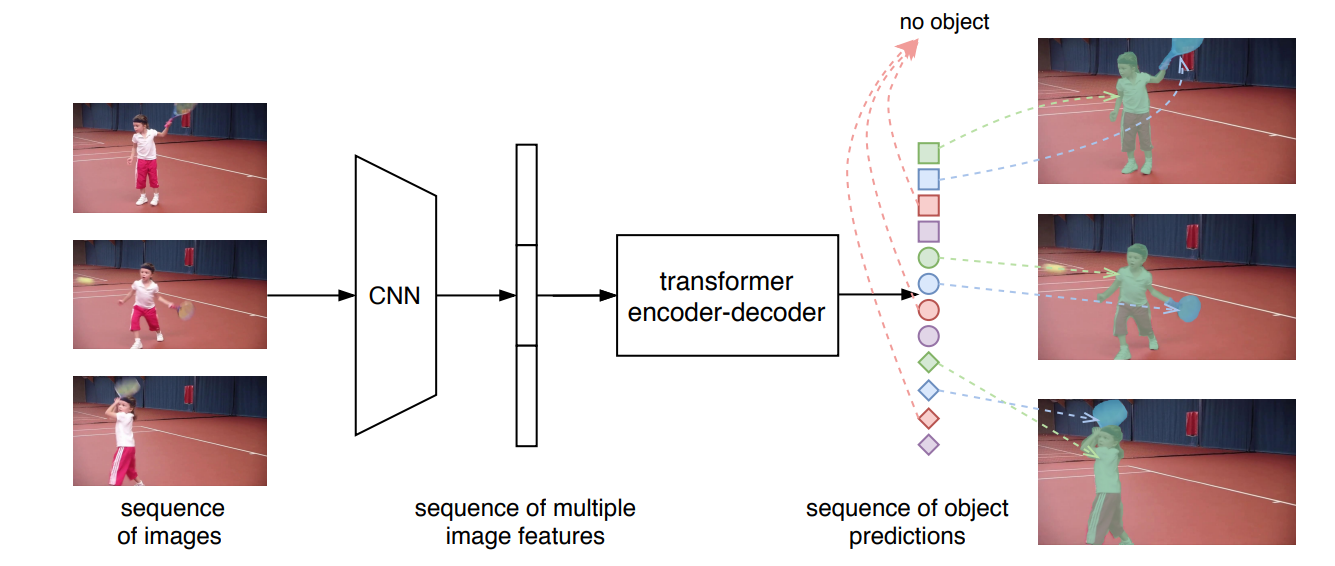 no object
CNN
transformer
encoder-decoder
sequence
of images
sequence of multiple
image features
sequence of object
predictions